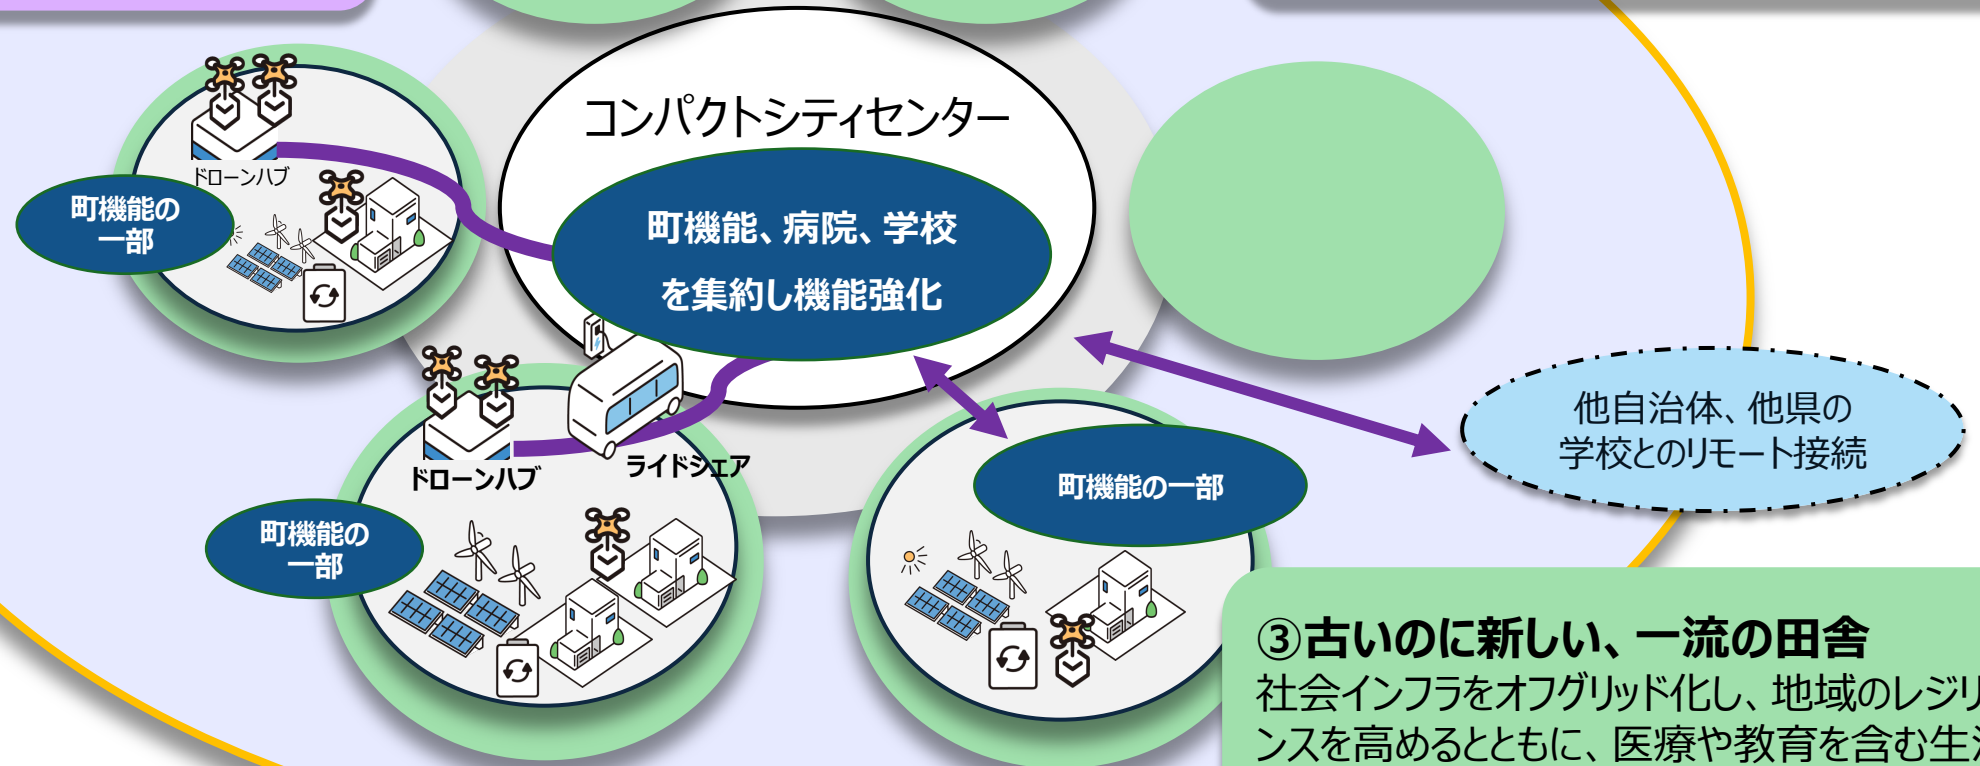 コンパクトシティセンター
町機能、病院、学校
を集約し機能強化
ドローンハブ
町機能の
一部
ドローンハブ
ライドシェア
町機能の
一部
町機能の一部
他自治体、他県の
学校とのリモート接続
③古いのに新しい、一流の田舎
社会インフラをオフグリッド化し、地域のレジリ
ンスを高めるとともに、医療や教育を含む生